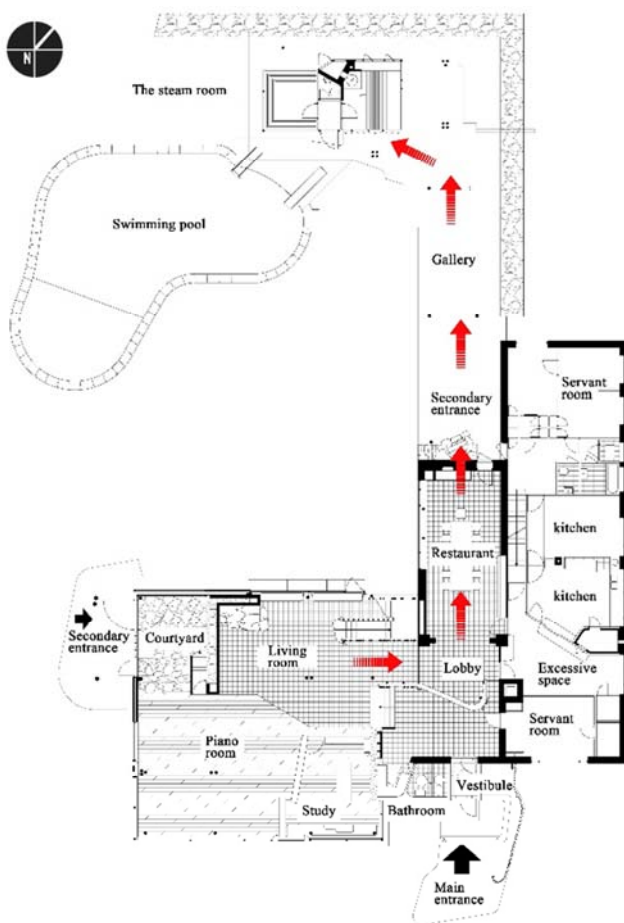 N
The steam room
Swimming pool
Gallery
Secondary
entrance
Servant
room
kitchen
Restaurant
kitchen
Secondary
entrance
Courtyard
Living
room
Lobby
Excessive
space
Servant
room
Piano
room
Vestibule
Study
Bathroom
Main
entrance